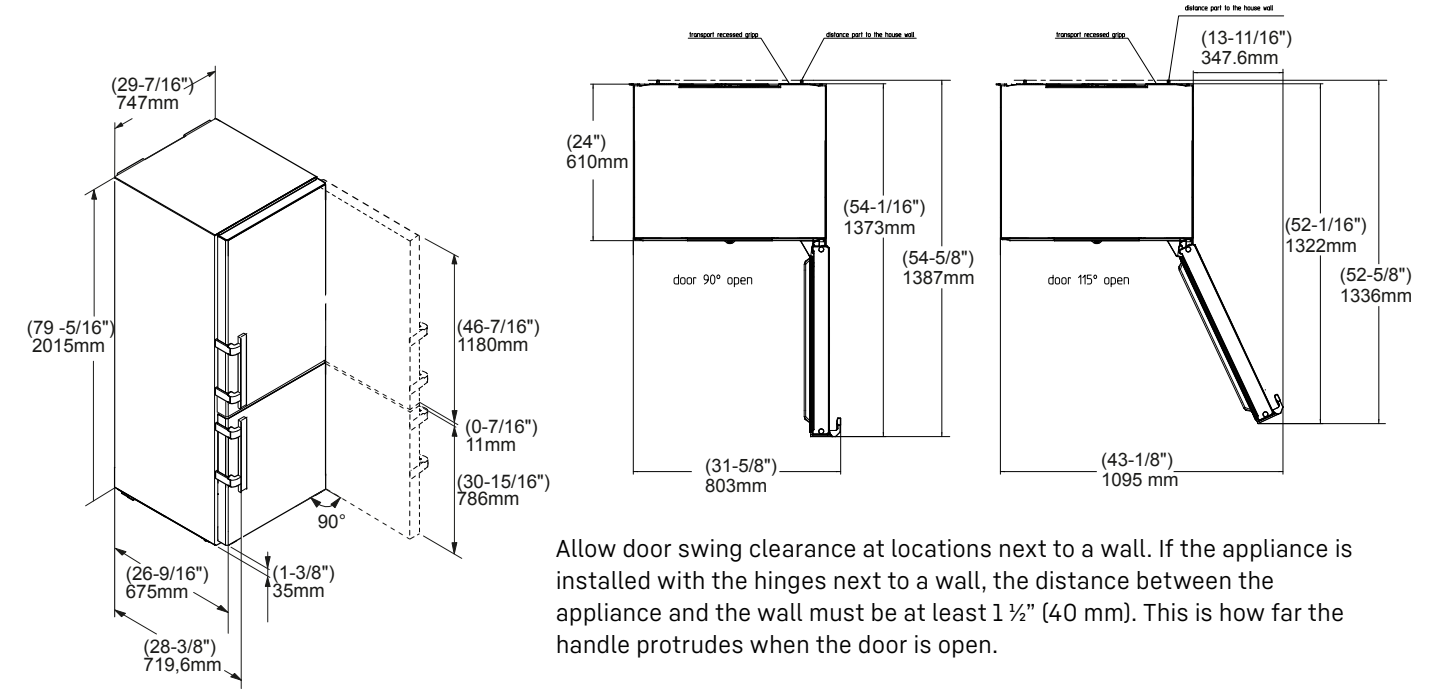 (29-7/16")
747mm
(79 -5/16")
2015mm
(46-7/16")
1180mm
(0-7/16")
11mm
(30-15/16")
786mm
90°
(1-3/8")
35mm
(26-9/16")
675mm
(28-3/8")
719,6mm
transport recessed gripp
distance part to the house wall
(24")
610mm
(54-1/16")
1373mm
(54-5/8")
1387mm
door 90° open
(31-5/8")
803mm
distance part to the house wall
transport recessed gripp
(13-11/16")
347.6mm
(52-1/16")
1322mm
(52-5/8")
1336mm
door 115° open
(43-1/8")
1095 mm
Allow door swing clearance at locations next to a wall. If the appliance is
installed with the hinges next to a wall, the distance between the
appliance and the wall must be at least 1 ½” (40 mm). This is how far the
handle protrudes when the door is open.